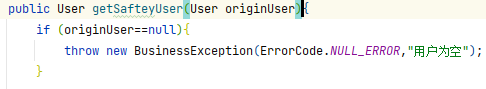 public User getSafteyUser(User originUser){
if (originUser==null){
throw new BusinessException(ErrorCode.NULL_ERROR,"用户为空");
}